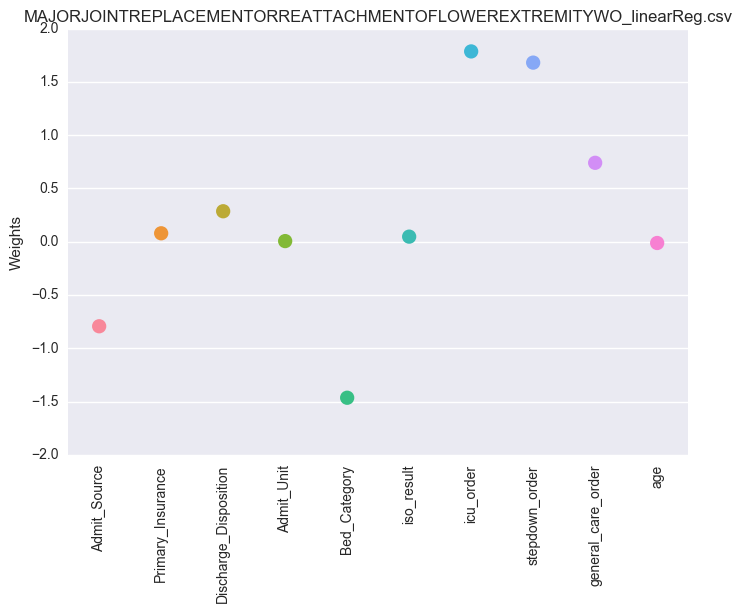 MAJORJOINTREPLACEMENTORREATTACHMENTOFLOWEREXTREMITYWO_linearReg.csv
2.0
1.5
1.0
0.5
0.0
−0.5
−1.0
−1.5
−2.0
Weights
Admit_Source
Primary_Insurance
Discharge_Disposition
Admit_Unit
Bed_Category
iso_result
icu_order
stepdown_order
general_care_order
age